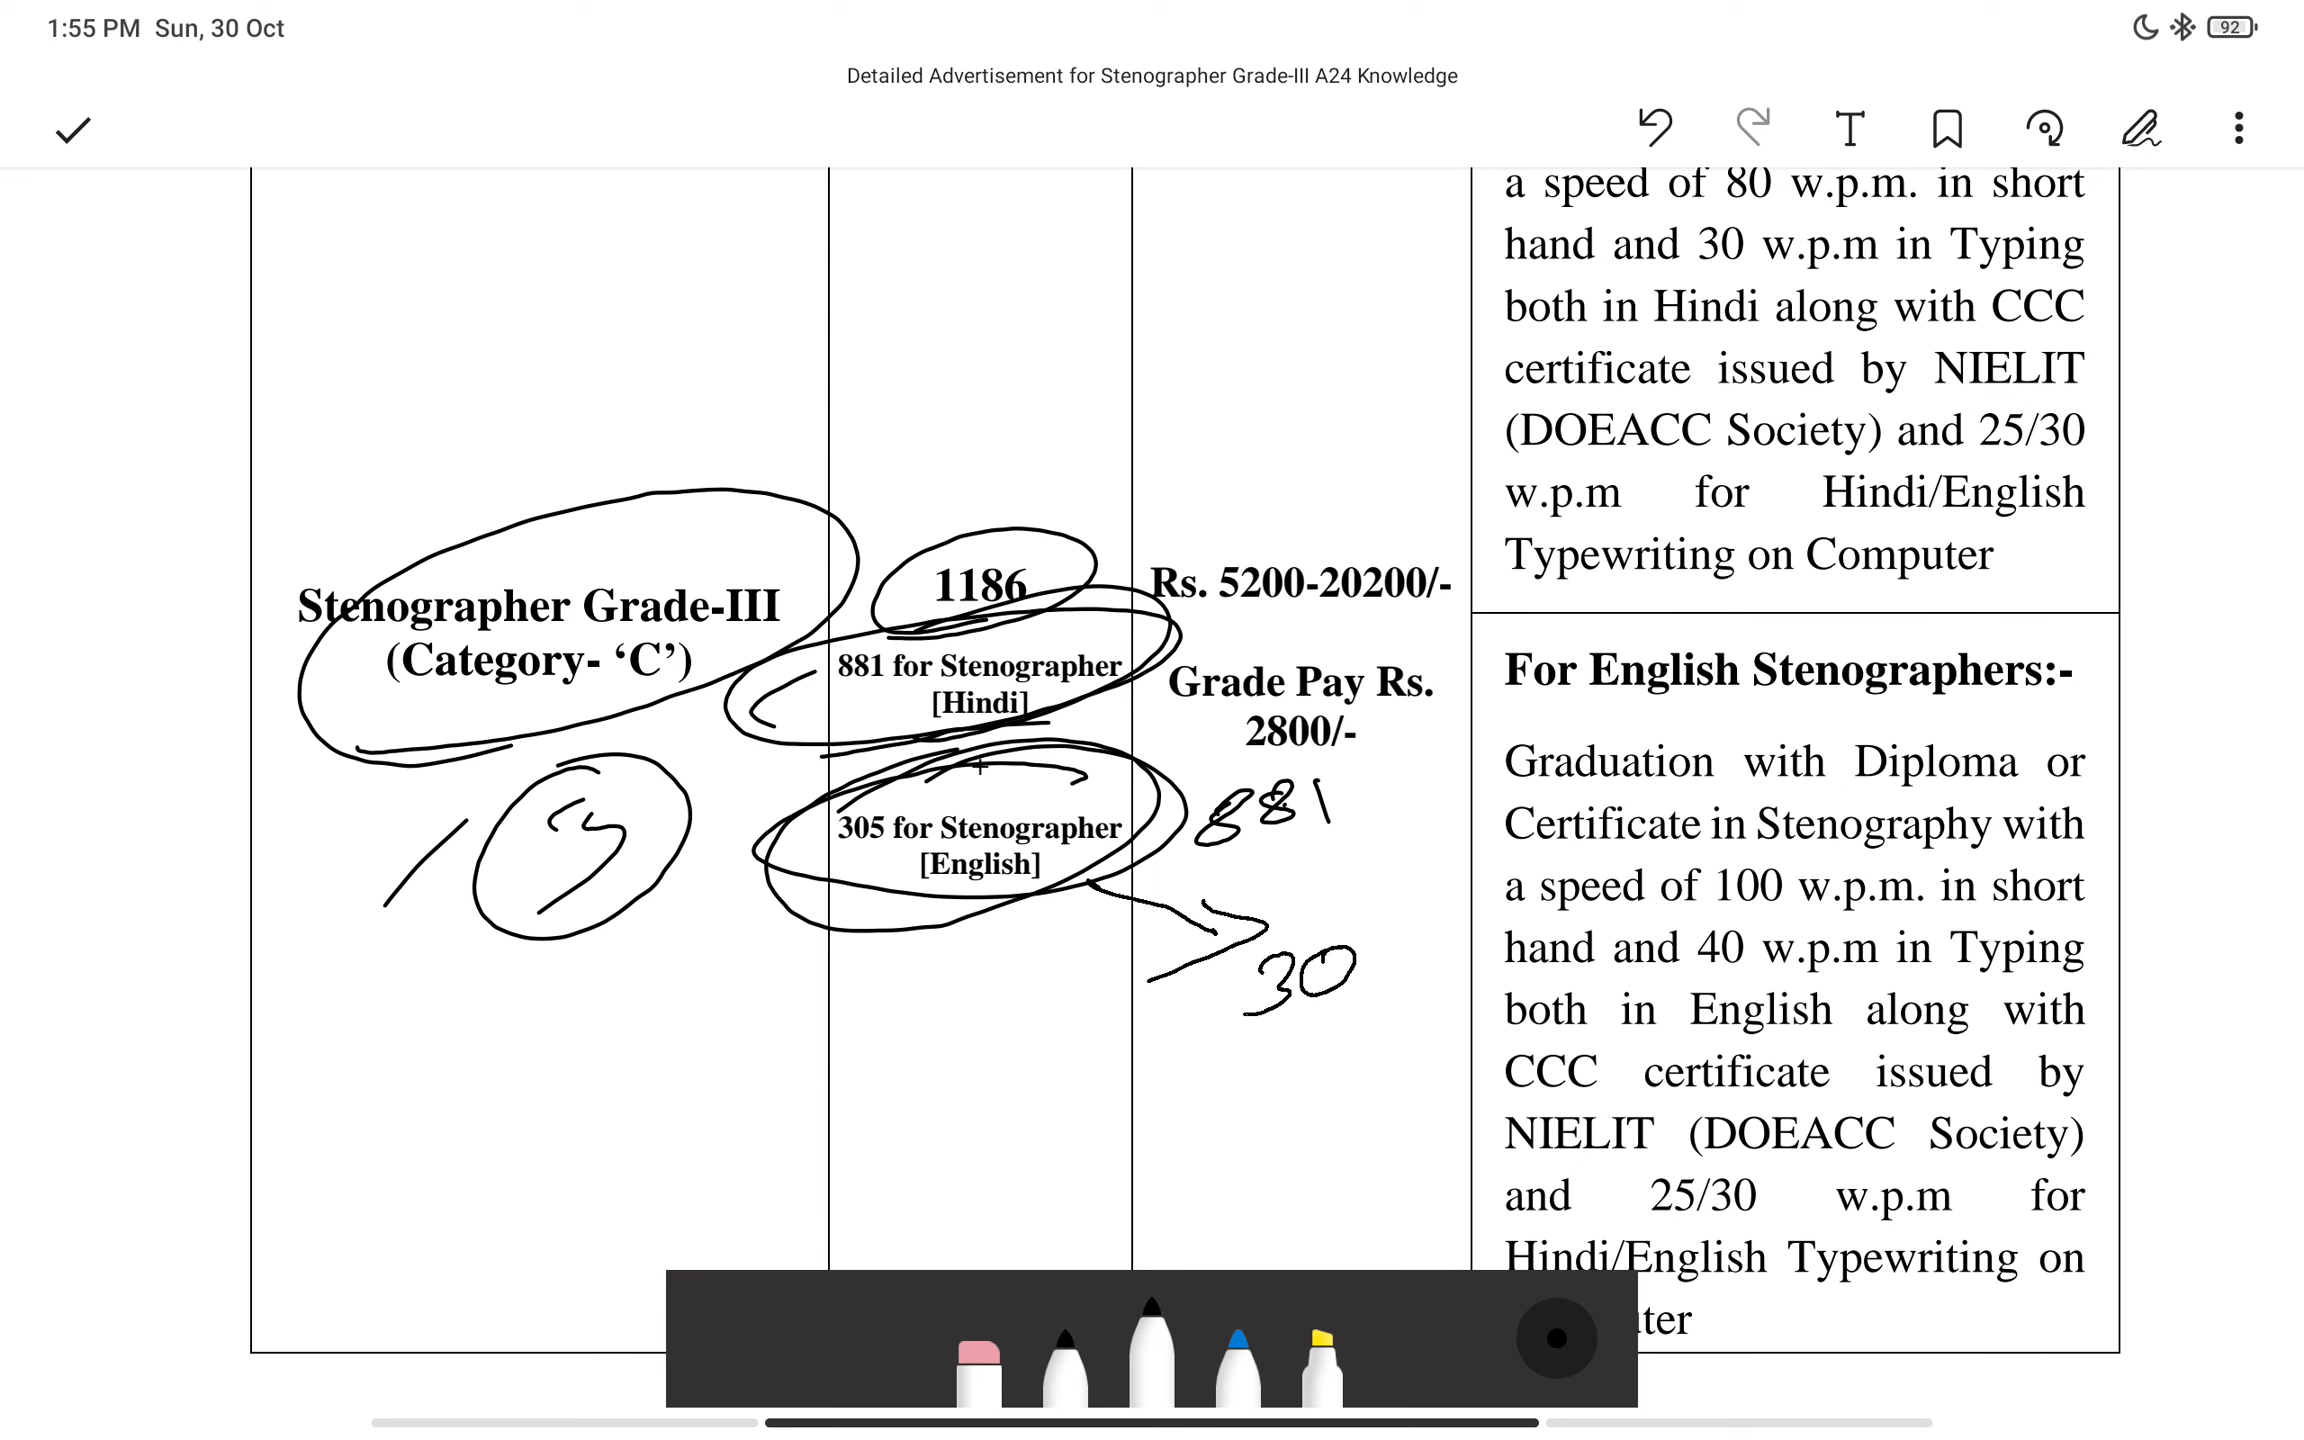 1:55 PM Sun, 30 Oct
92
Detailed Advertisement for Stenographer Grade-III A24 Knowledge
T
Stenographer Grade-III
(Category- ‘C’)
1186
881 for Stenographer
[Hindi]
305 for Stenographer
[English]
Rs. 5200-20200/-
Grade Pay Rs.
2800/-
881
30
a speed of 80 w.p.m. in short
hand and 30 w.p.m in Typing
both in Hindi along with CCC
certificate issued by NIELIT
(DOEACC Society) and 25/30
w.p.m for Hindi/English
Typewriting on Computer
For English Stenographers:-
Graduation with Diploma or
Certificate in Stenography with
a speed of 100 w.p.m. in short
hand and 40 w.p.m in Typing
both in English along with
CCC certificate issued by
NIELIT (DOEACC Society)
and 25/30 w.p.m for
Hindi/English Typewriting on
ter